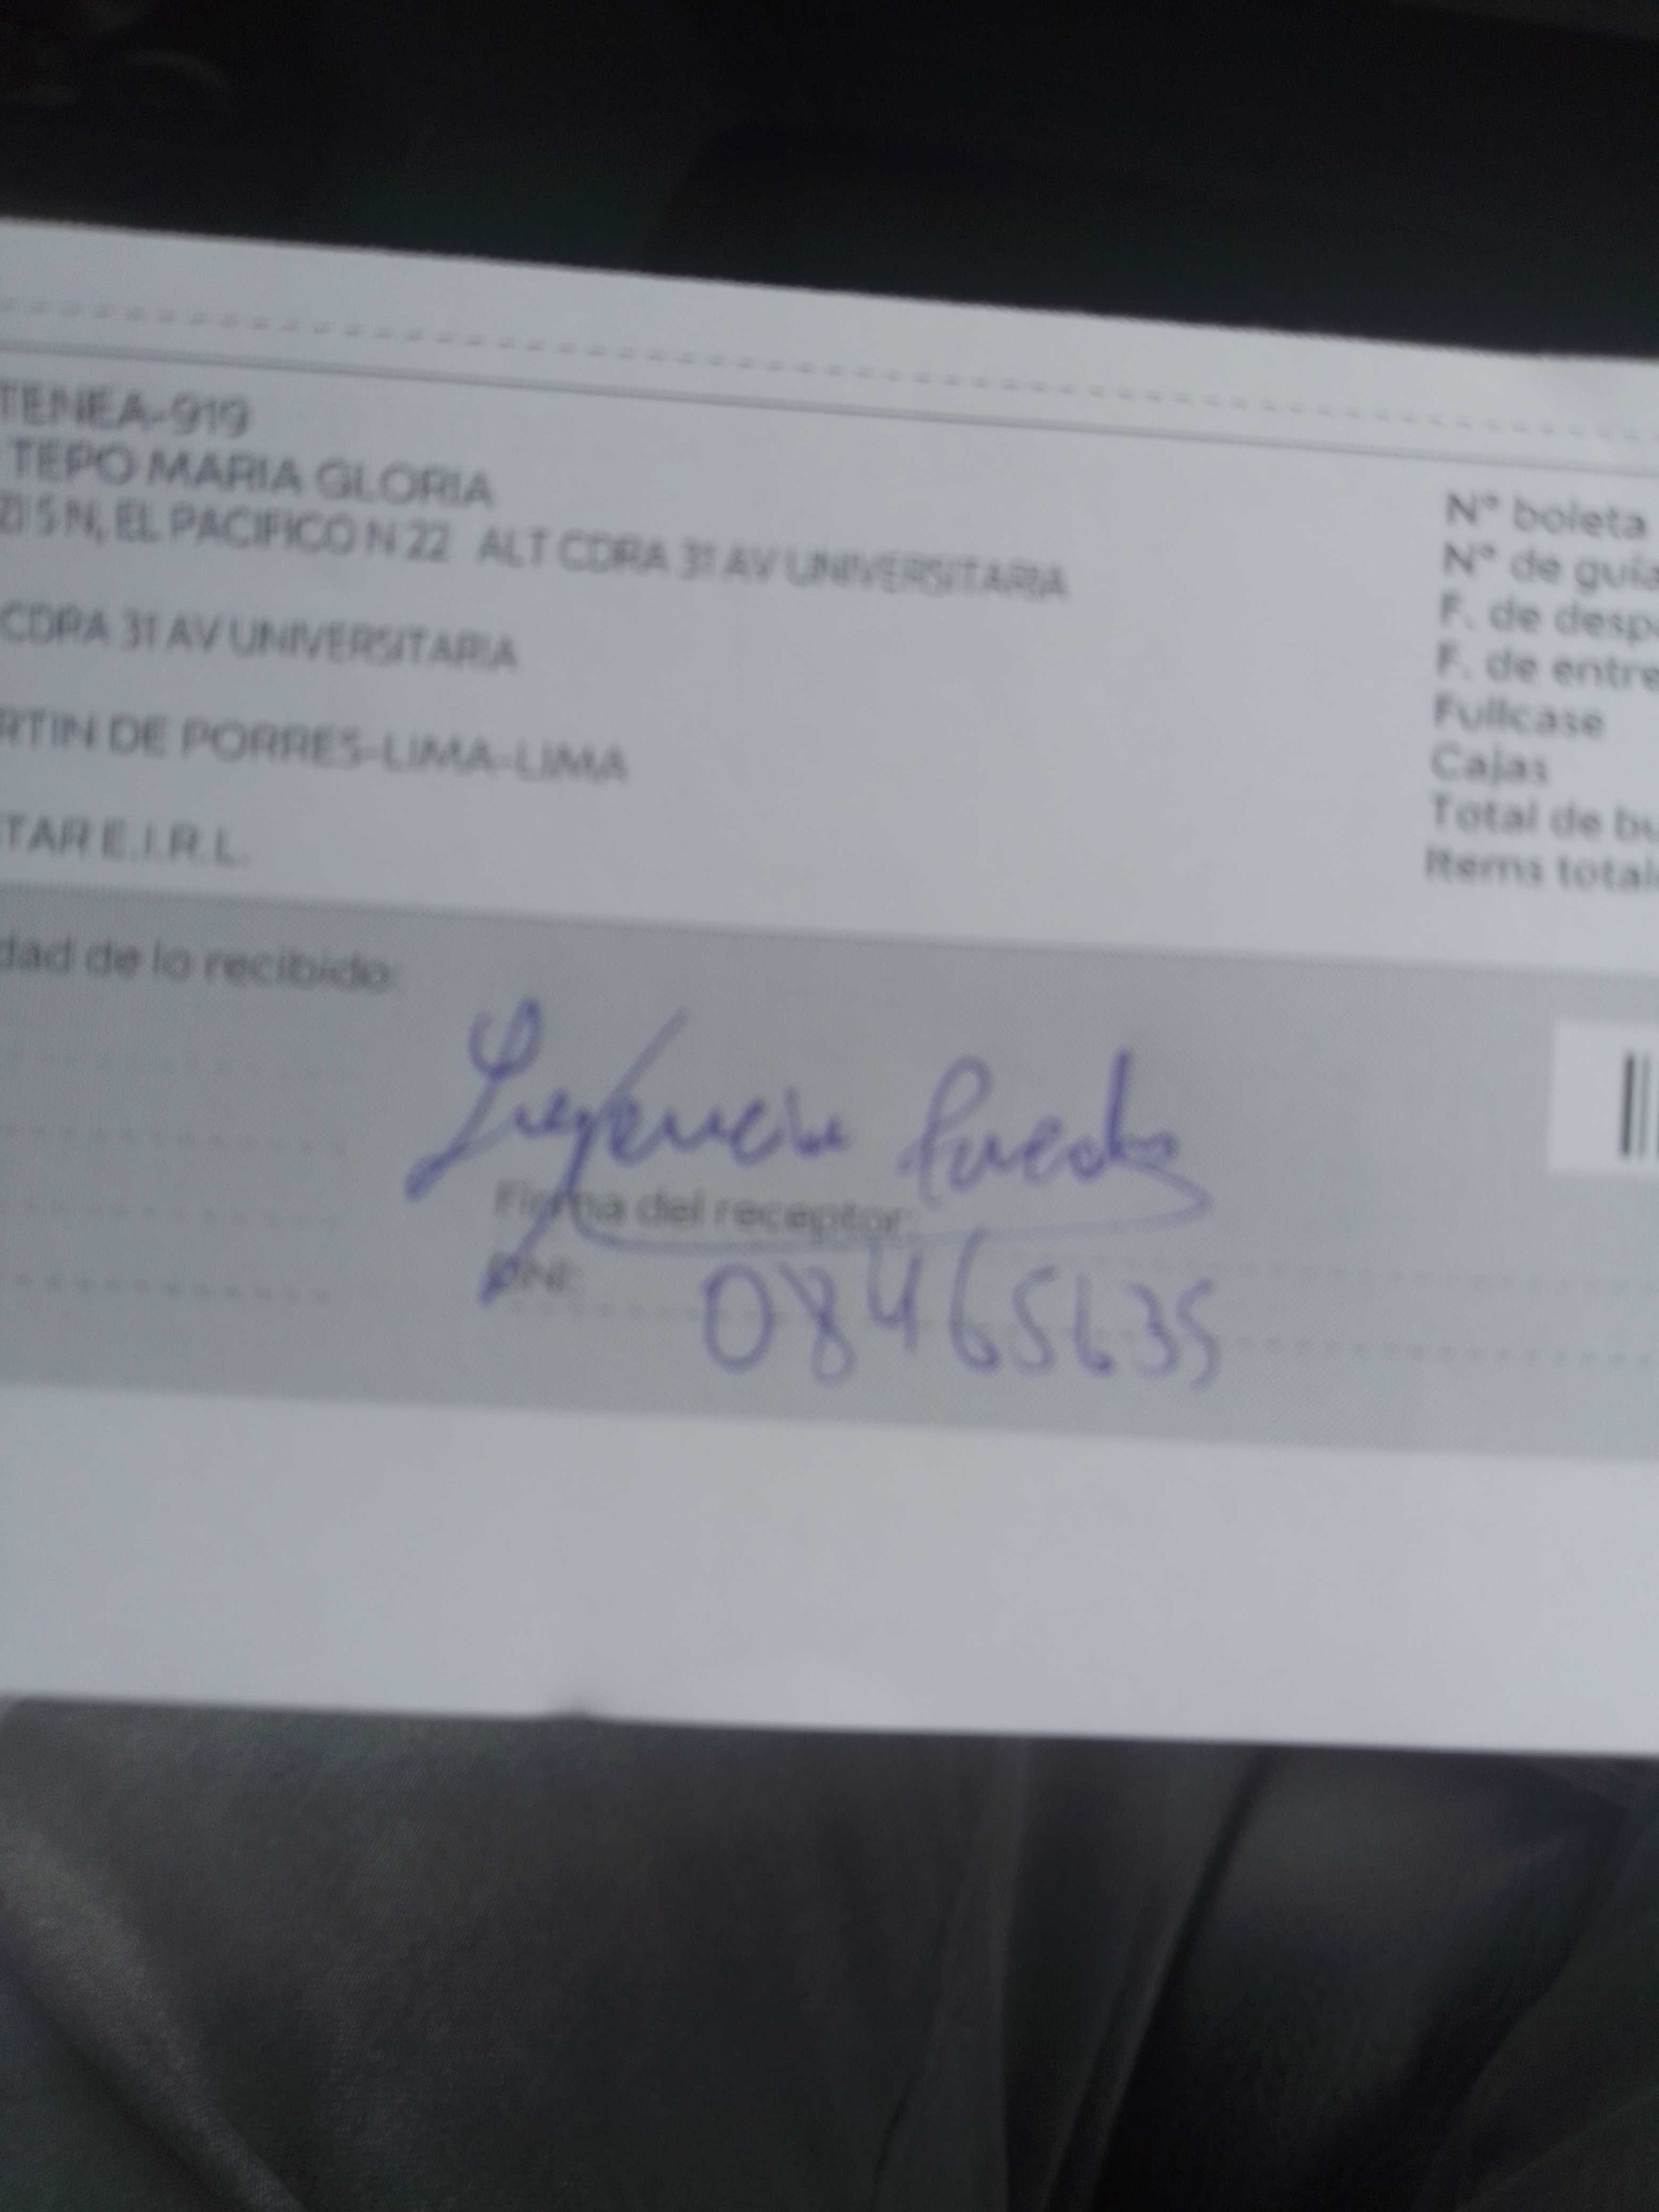 TENEA-919
TEPO MARIA GLORIA
5 N, EL PACIFICO N 22 ALT CDRA 31 AV UNIVERSITARIA
CDRA 31 AV UNIVERSITARIA
RTIN DE PORRES-LIMA-LIMA
TAR E.I.R.L.
N° boleta
N° de guía
F. de desp
F. de entre
Fullcase
Cajas
Total de bu
Items total
dad de lo recibido:
Firma del receptor:
DNI:
08465635